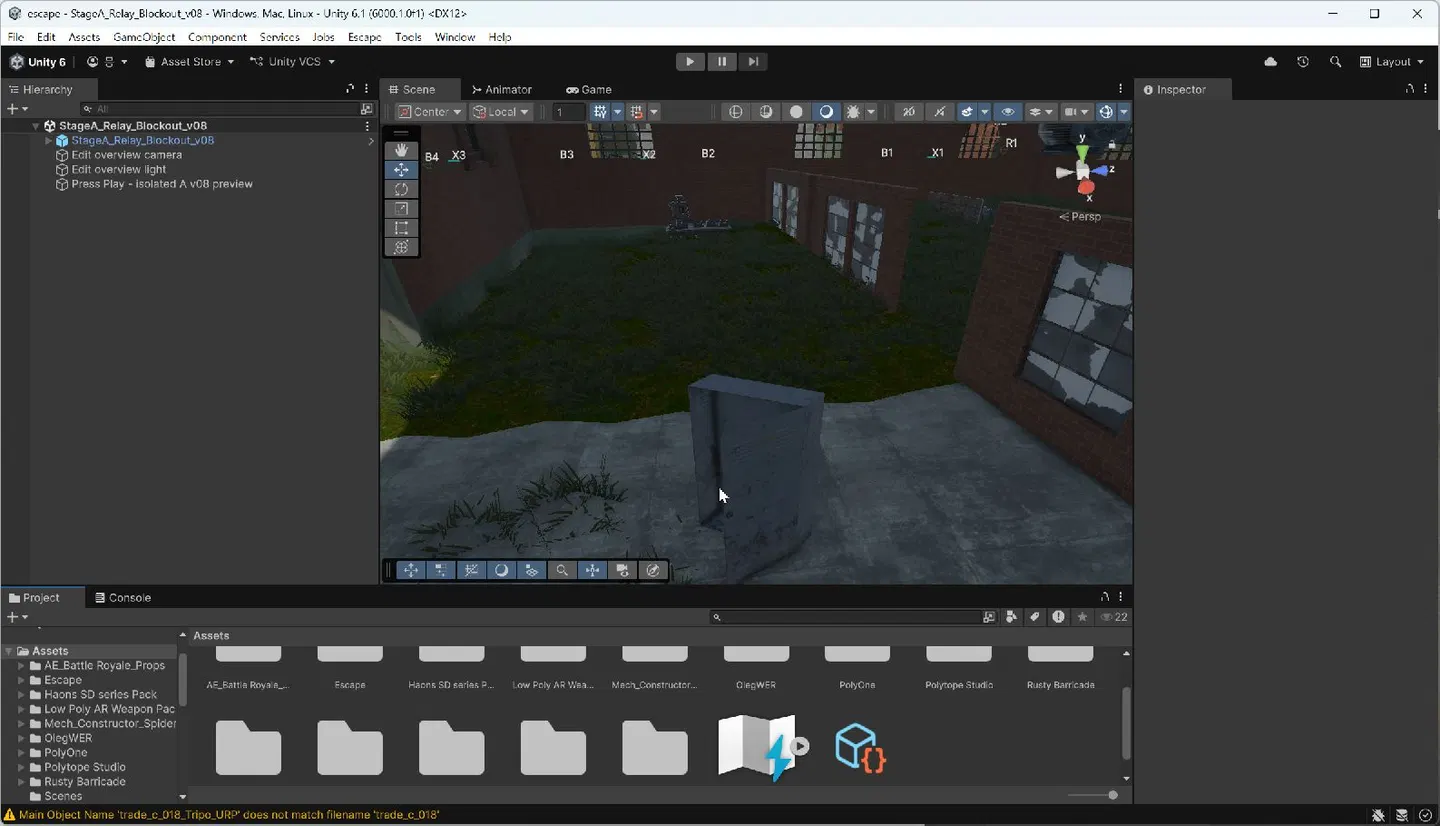 escape - StageA_Relay_Blockout_v08 - Windows, Mac, Linux - Unity 6.1 (6000.1.0f1) <DX12>
File Edit Assets GameObject Component Services Jobs Escape Tools Window Help
Unity 6 Asset Store Unity VCS Layout
Hierarchy Scene Animator Game Inspector
All Center Local 1 2D
StageA_Relay_Blockout_v08
StageA_Relay_Blockout_v08
Edit overview camera
Edit overview light
Press Play - isolated A v08 preview
B4 X3 B3 X2 B2 B1 X1 R1
y
z
x
Persp
Project Console
22
Assets
Assets
AE_Battle Royale_Props
Escape
Haons SD series Pack
Low Poly AR Weapon Pac
Mech_Constructor_Spider
OlegWER
PolyOne
Polytope Studio
Rusty Barricade
Scenes
AE_Battle Royale_... Escape Haons SD series P... Low Poly AR Wea... Mech_Constructor... OlegWER PolyOne Polytope Studio Rusty Barricade
Main Object Name 'trade_c_018_Tripo_URP' does not match filename 'trade_c_018'